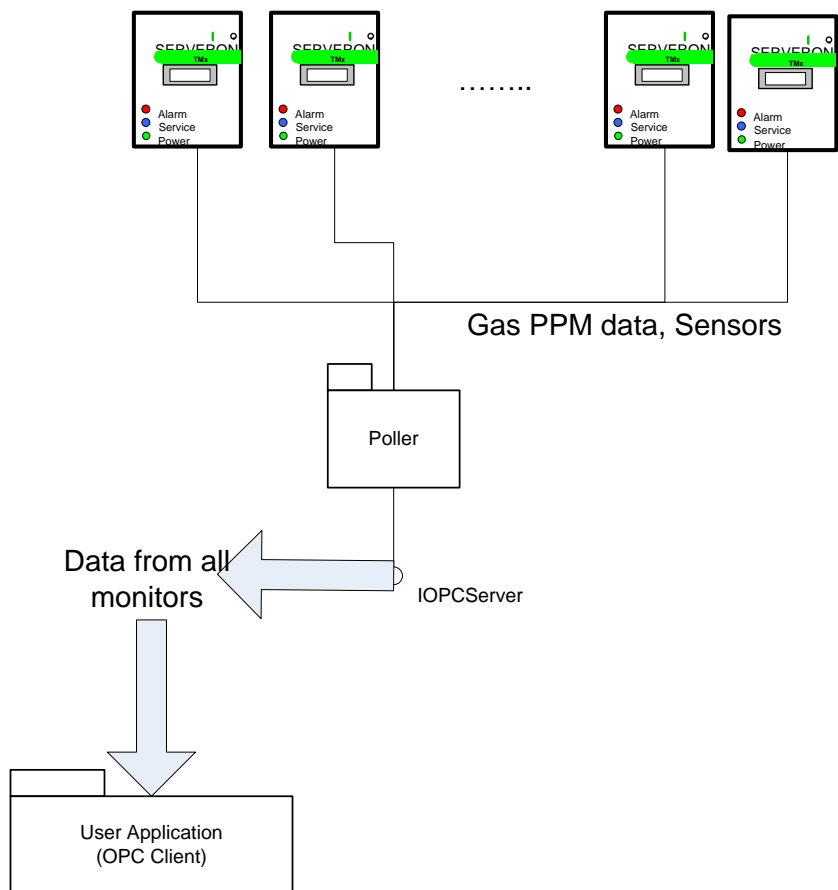 SERVERON
TMx
Alarm
Service
Power
SERVERON
TMx
Alarm
Service
Power
........
SERVERON
TMx
Alarm
Service
Power
SERVERON
TMx
Alarm
Service
Power
Gas PPM data, Sensors
Poller
Data from all
monitors
IOPCServer
User Application
(OPC Client)